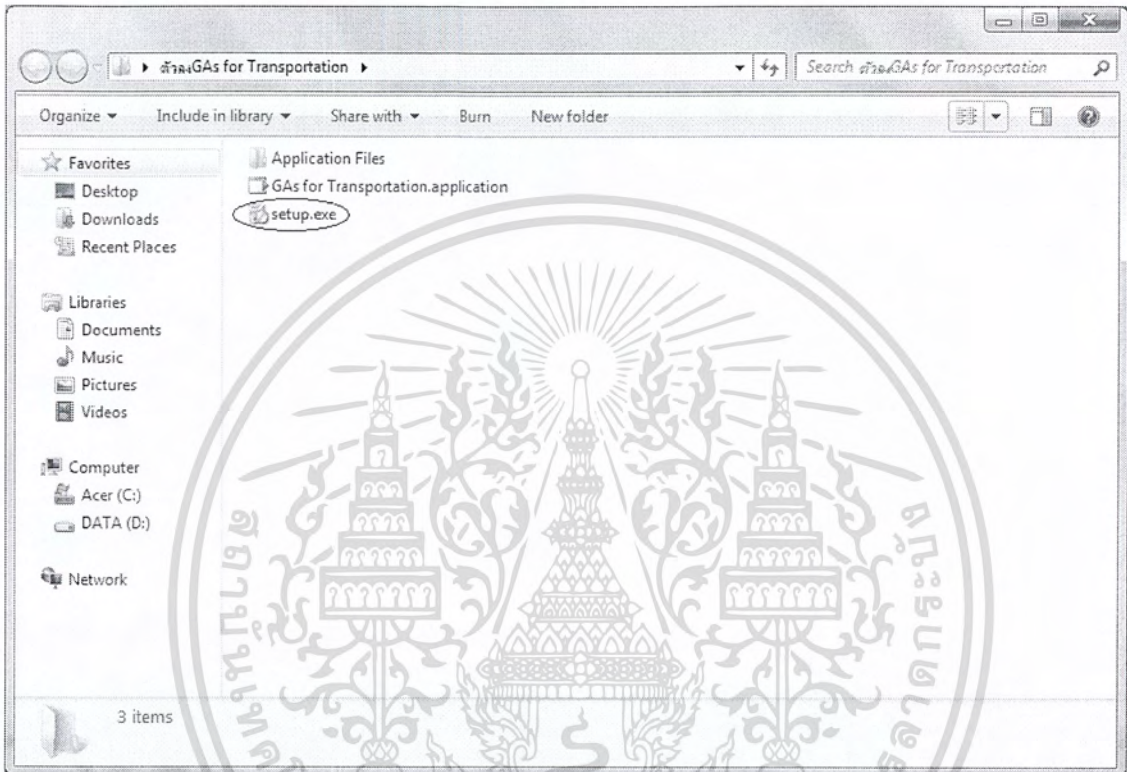 ตัวลงGAs for Transportation
Search ตัวลงGAs for Transportation
Organize
Include in library
Share with
Burn
New folder
Favorites
Desktop
Downloads
Recent Places
Libraries
Documents
Music
Pictures
Videos
Computer
Acer (C:)
DATA (D:)
Network
Application Files
GAs for Transportation.application
setup.exe
3 items